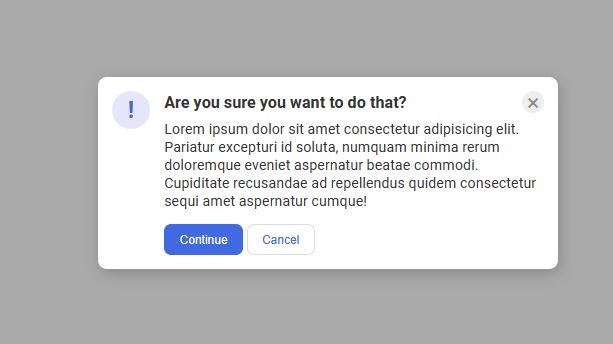 !
Are you sure you want to do that?
Lorem ipsum dolor sit amet consectetur adipisicing elit.
Pariatur excepturi id soluta, numquam minima rerum
doloremque eveniet aspernatur beatae commodi.
Cupiditate recusandae ad repellendus quidem consectetur
sequi amet aspernatur cumque!
Continue
Cancel